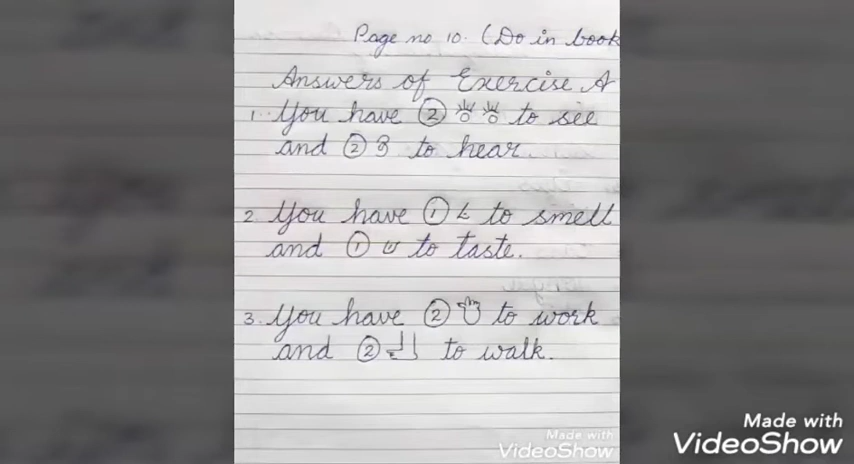 Page no 10. (Do in book
Answers of Exercise A
1. You have ② to see
and ② to hear.
2. You have ① to smell
and ① to taste.
3. You have ② to work
and ② to walk.
Made with
VideoShow
Made with
VideoShow